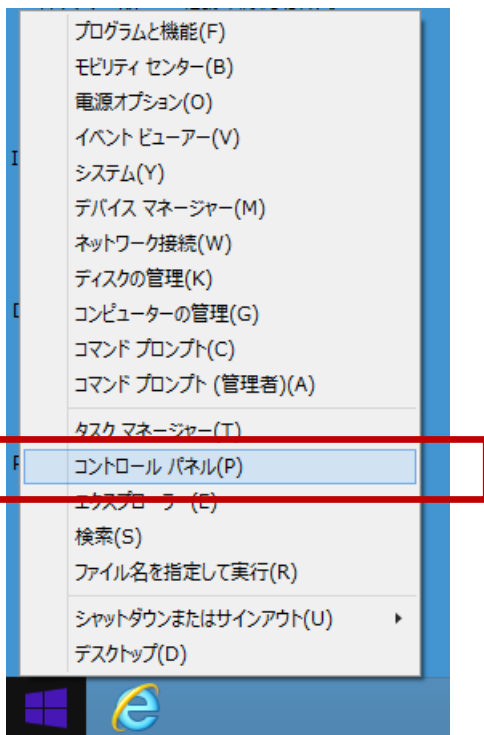 プログラムと機能(F)
モビリティ センター(B)
電源オプション(O)
イベント ビューアー(V)
システム(Y)
デバイス マネージャー(M)
ネットワーク接続(W)
ディスクの管理(K)
コンピューターの管理(G)
コマンド プロンプト(C)
コマンド プロンプト (管理者)(A)
タスク マネージャー(T)
コントロール パネル(P)
エクスプローラー(E)
検索(S)
ファイル名を指定して実行(R)
シャットダウンまたはサインアウト(U)
デスクトップ(D)